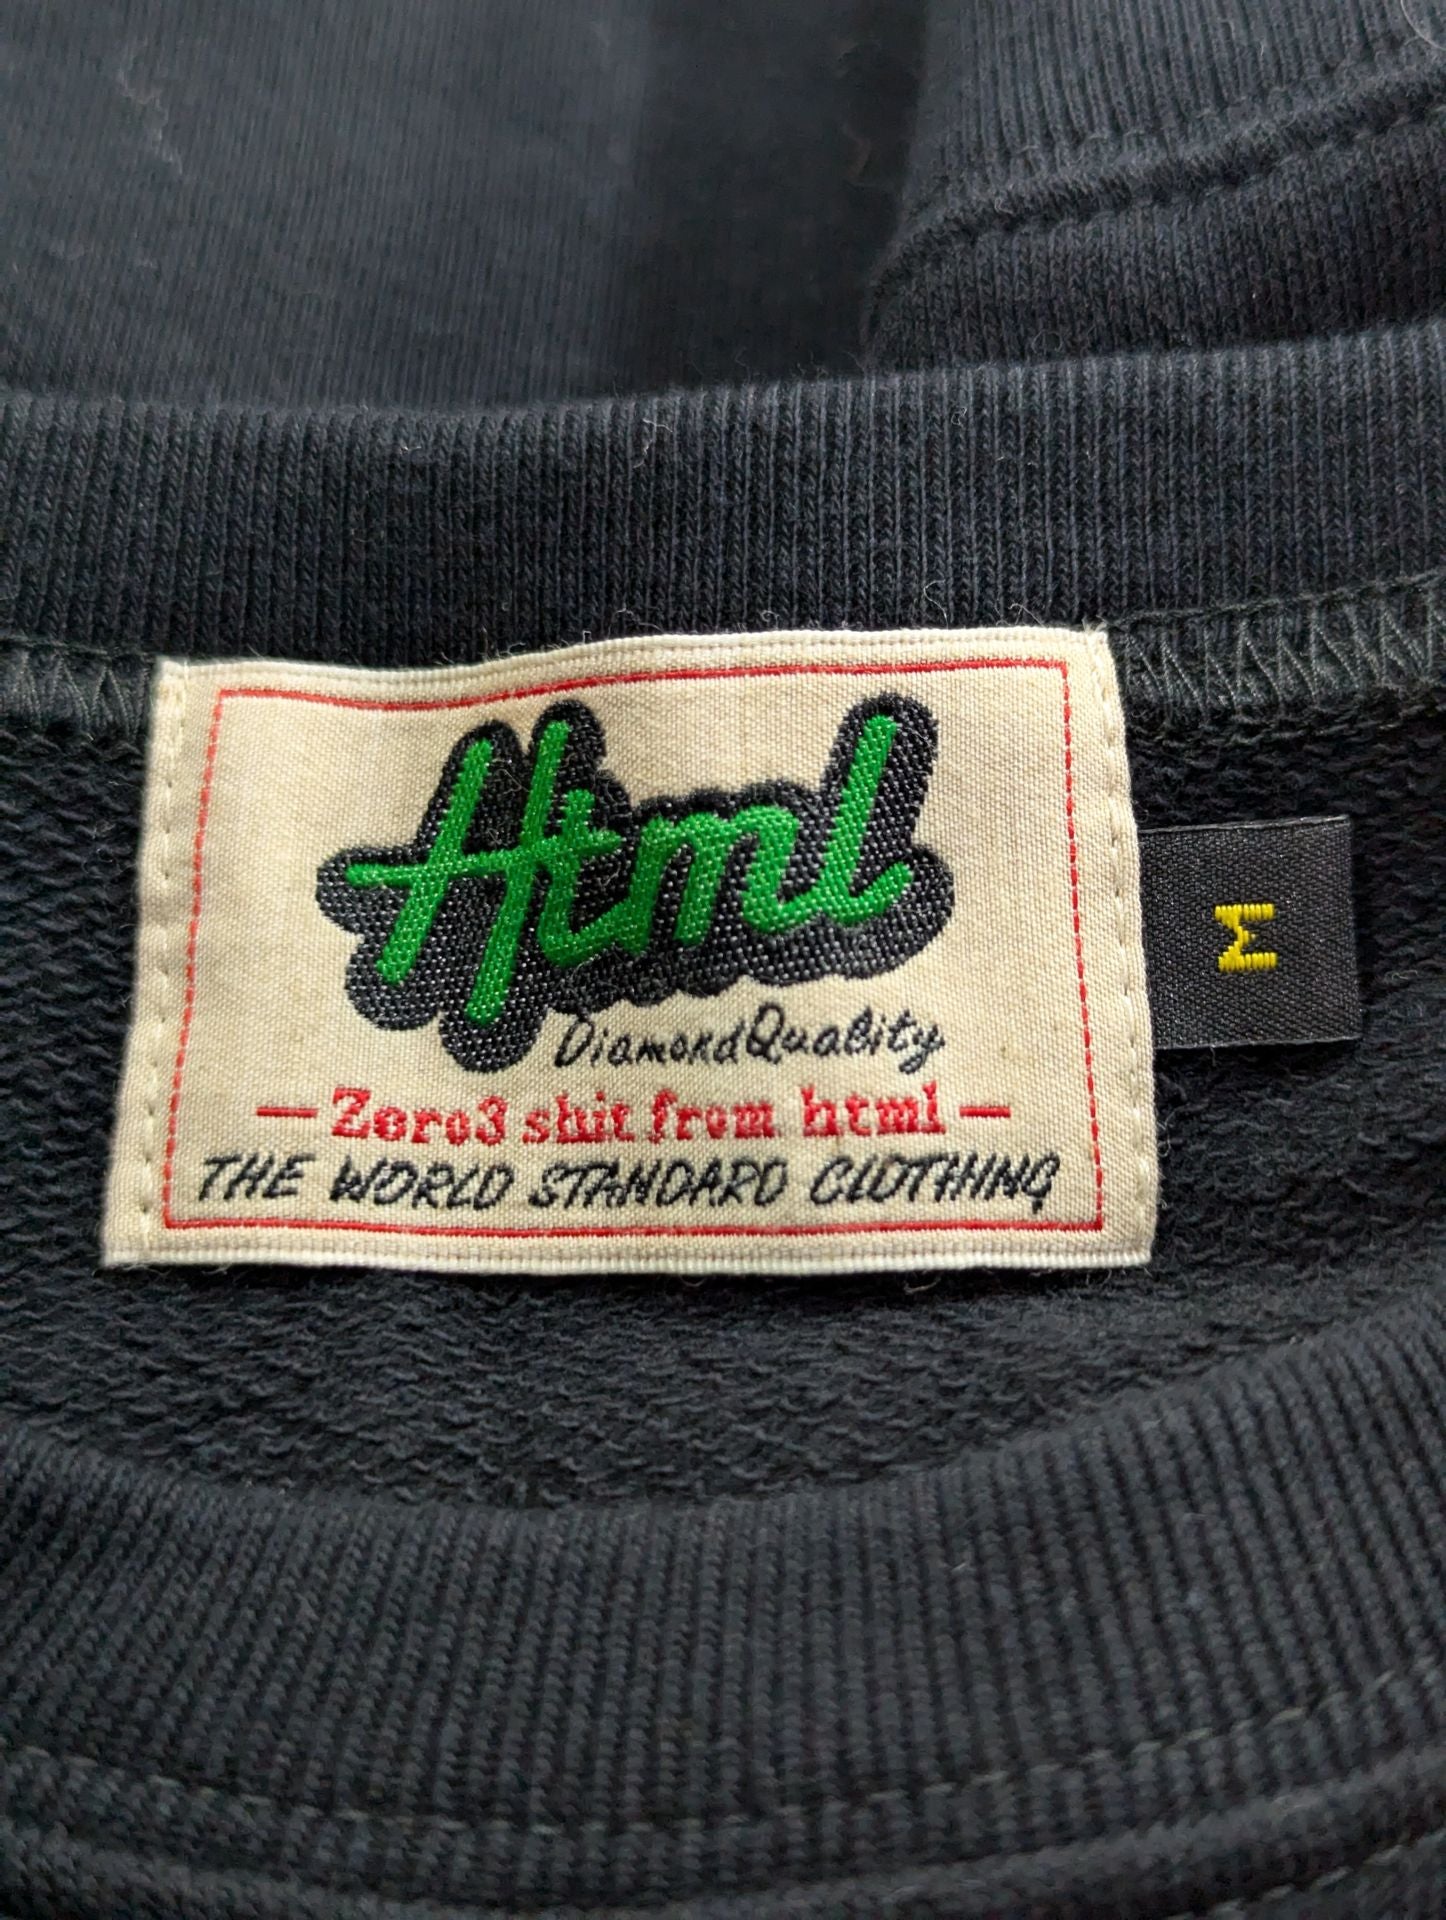 Html
DiamondQuality
— Zero3 shit from html —
THE WORLD STANDARD CLOTHING
M